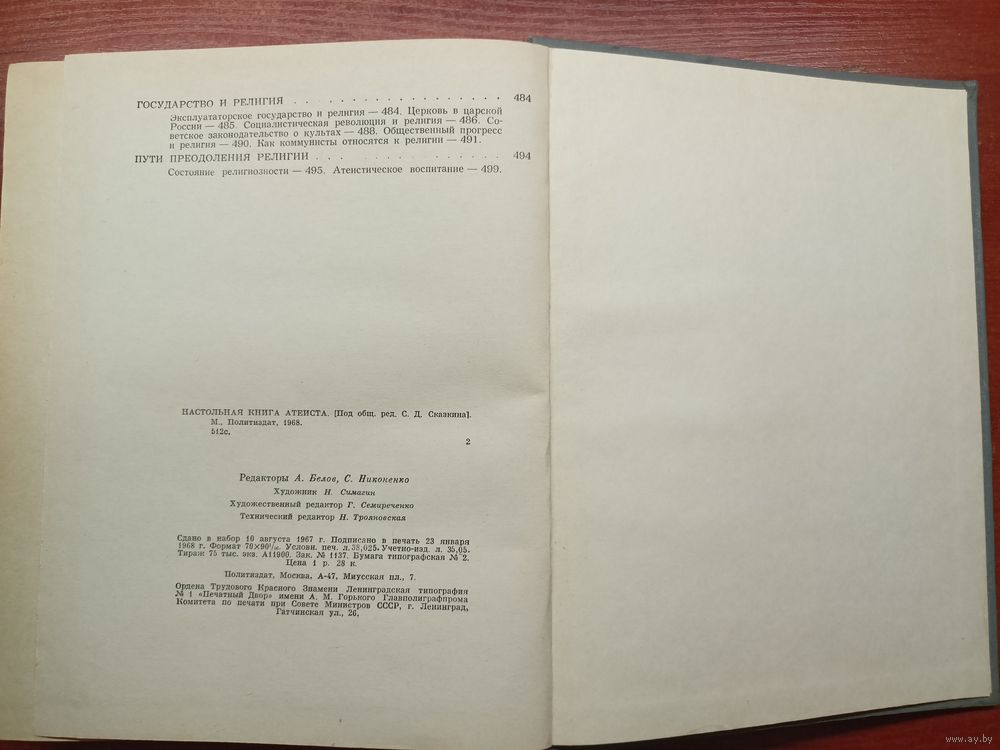 ГОСУДАРСТВО И РЕЛИГИЯ . . . . . . . . . . . . . . . . . . 484
Эксплуататорское государство и религия — 484. Церковь в царской
России — 485. Социалистическая революция и религия — 486. Со-
ветское законодательство о культах — 488. Общественный прогресс
и религия — 490. Как коммунисты относятся к религии — 491.
ПУТИ ПРЕОДОЛЕНИЯ РЕЛИГИИ . . . . . . . . . . . . . . . 494
Состояние религиозности — 495. Атеистическое воспитание — 499.
НАСТОЛЬНАЯ КНИГА АТЕИСТА. [Под общ. ред. С. Д. Сказкина].
М., Политиздат, 1968.
512с.
2
Редакторы А. Белов, С. Никоненко
Художник Н. Симагин
Художественный редактор Г. Семиреченко
Технический редактор Н. Трояновская
Сдано в набор 10 августа 1967 г. Подписано в печать 23 января
1968 г. Формат 70×90¹/₁₆. Условн. печ. л. 38,025. Учетно-изд. л. 35,05.
Тираж 75 тыс. экз. А11900. Зак. № 1137. Бумага типографская № 2.
Цена 1 р. 28 к.
Политиздат, Москва, А-47, Миусская пл., 7.
Ордена Трудового Красного Знамени Ленинградская типография
№ 1 «Печатный Двор» имени А. М. Горького Главполиграфпрома
Комитета по печати при Совете Министров СССР, г. Ленинград,
Гатчинская ул., 26.
www.ay.by